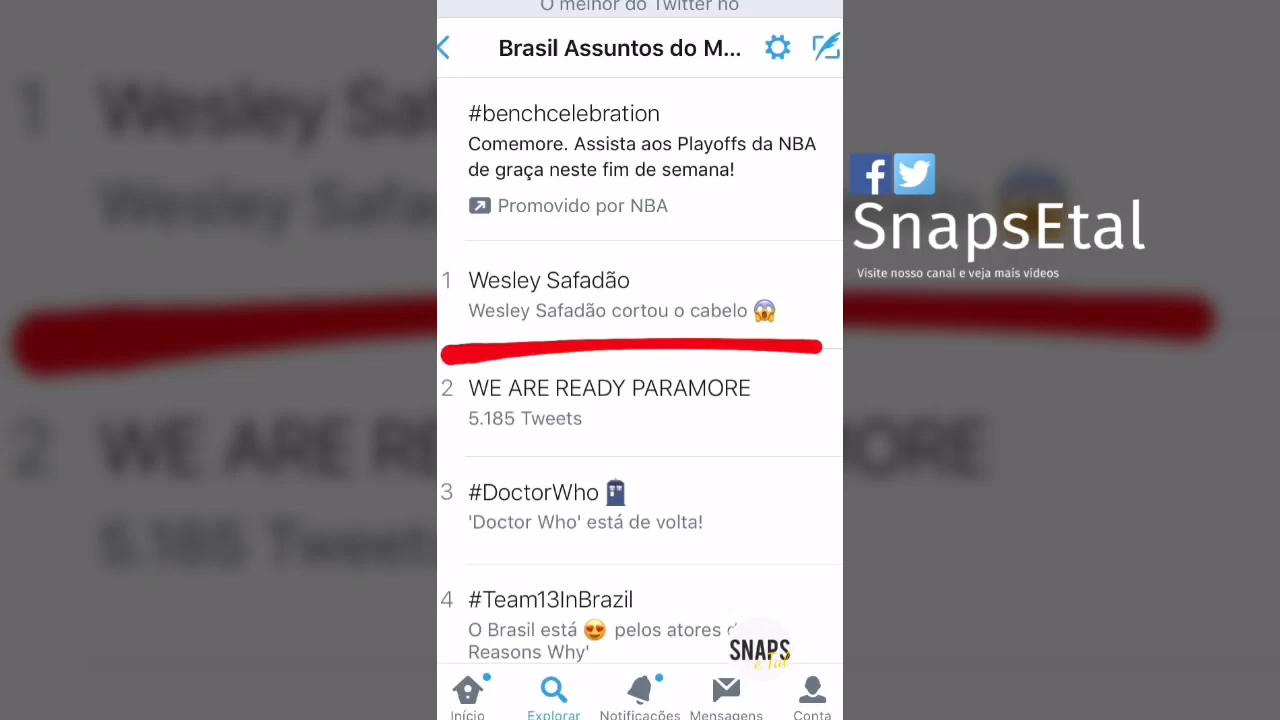 O melhor do Twitter no
Brasil Assuntos do M...
#benchcelebration
Comemore. Assista aos Playoffs da NBA
de graça neste fim de semana!
Promovido por NBA
1 Wesley Safadão
Wesley Safadão cortou o cabelo 😱
2 WE ARE READY PARAMORE
5.185 Tweets
3 #DoctorWho
'Doctor Who' está de volta!
4 #Team13InBrazil
O Brasil está 😍 pelos atores
Reasons Why'
Início Explorar Notificações Mensagens Conta
SNAPS
e Tal
SnapsEtal
Visite nosso canal e veja mais videos